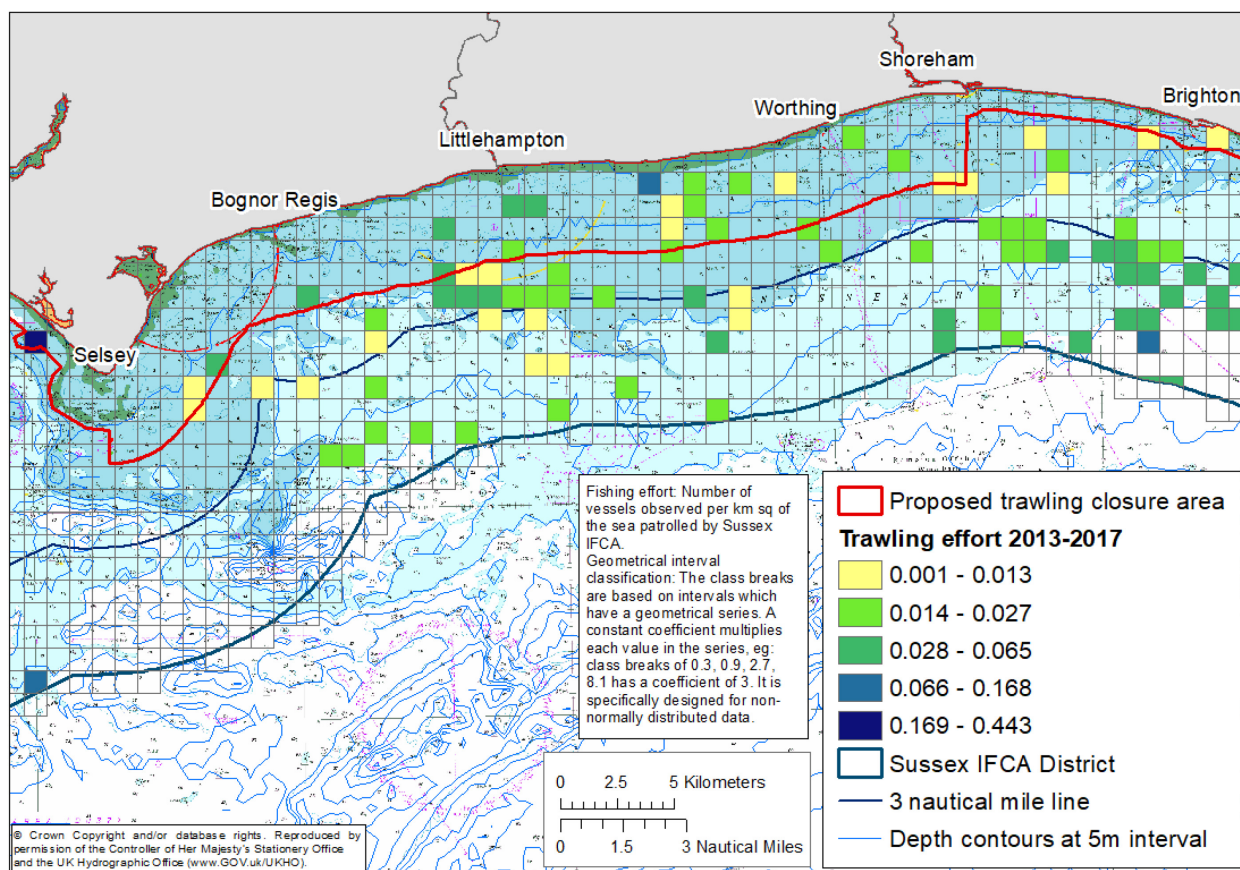 Shoreham
Brighton
Worthing
Littlehampton
Bognor Regis
Selsey
S U S S E X B Y
Fishing effort: Number of
vessels observed per km sq of
the sea patrolled by Sussex
IFCA.
Geometrical interval
classification: The class breaks
are based on intervals which
have a geometrical series. A
constant coefficient multiplies
each value in the series, eg:
class breaks of 0.3, 0.9, 2.7,
8.1 has a coefficient of 3. It is
specifically designed for non-
normally distributed data.
Proposed trawling closure area
Trawling effort 2013-2017
0.001 - 0.013
0.014 - 0.027
0.028 - 0.065
0.066 - 0.168
0.169 - 0.443
Sussex IFCA District
3 nautical mile line
Depth contours at 5m interval
0 2.5 5 Kilometers
0 1.5 3 Nautical Miles
© Crown Copyright and/or database rights. Reproduced by
permission of the Controller of Her Majesty's Stationery Office
and the UK Hydrographic Office (www.GOV.uk/UKHO).